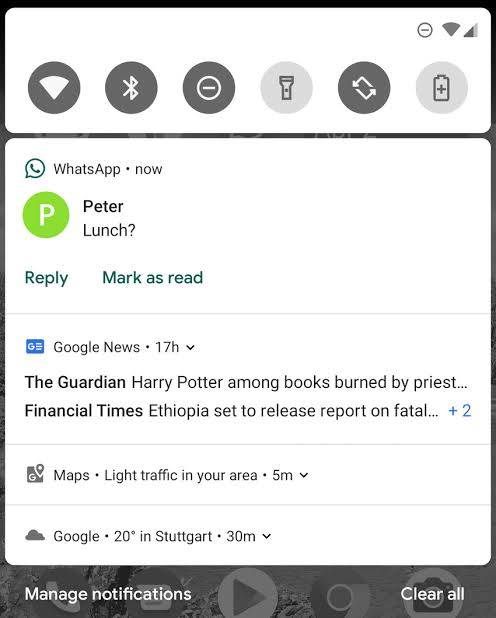 WhatsApp • now
P
Peter
Lunch?
Reply Mark as read
GE Google News • 17h
The Guardian Harry Potter among books burned by priest...
Financial Times Ethiopia set to release report on fatal... + 2
G Maps • Light traffic in your area • 5m
Google • 20° in Stuttgart • 30m
Manage notifications Clear all